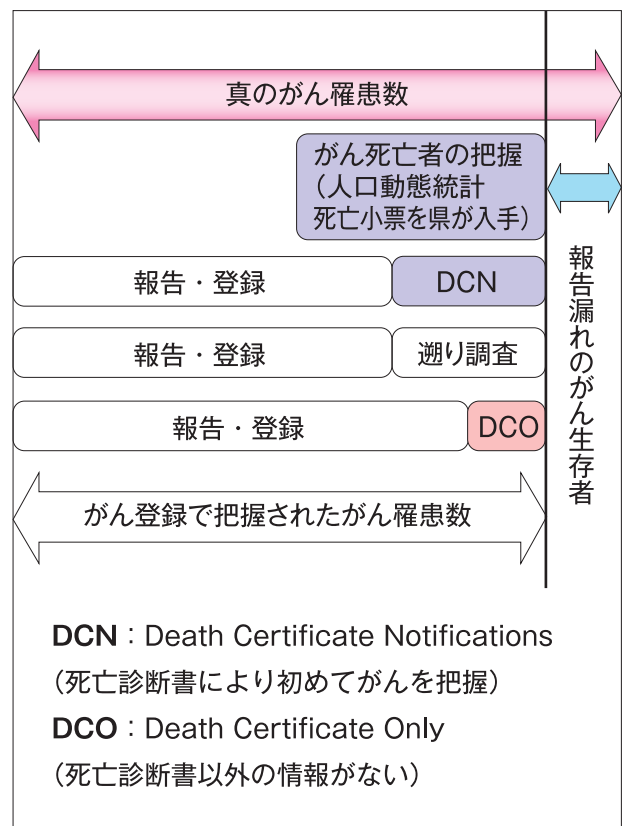 真のがん罹患数
がん死亡者の把握
（人口動態統計
死亡小票を県が入手）
報告・登録
DCN
報告・登録
遡り調査
報告・登録
DCO
がん登録で把握されたがん罹患数
報告漏れのがん生存者
DCN：Death Certificate Notifications
（死亡診断書により初めてがんを把握）
DCO：Death Certificate Only
（死亡診断書以外の情報がない）